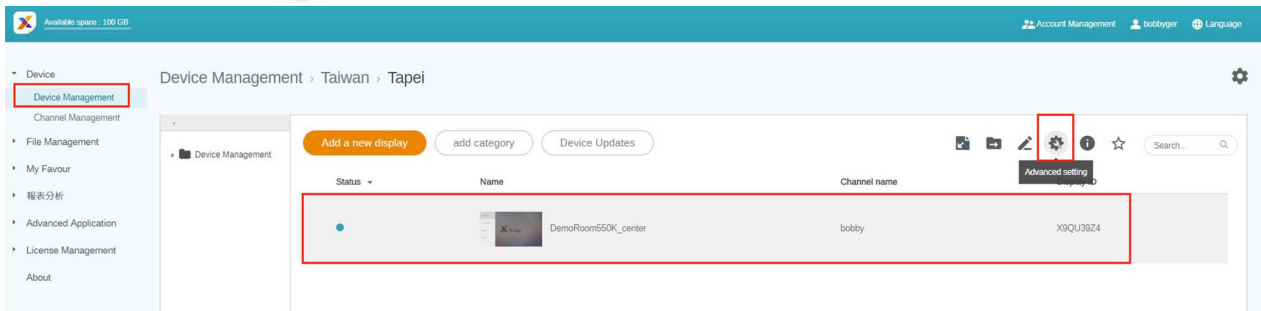 Available space : 100 GB
Account Management bobbyger Language
Device
Device Management
Channel Management
File Management
My Favour
報表分析
Advanced Application
License Management
About
Device Management › Taiwan › Tapei
Device Management
Add a new display add category Device Updates Search...
Advanced setting
Status Name Channel name Display ID
DemoRoom550K_center bobby X9QU39Z4